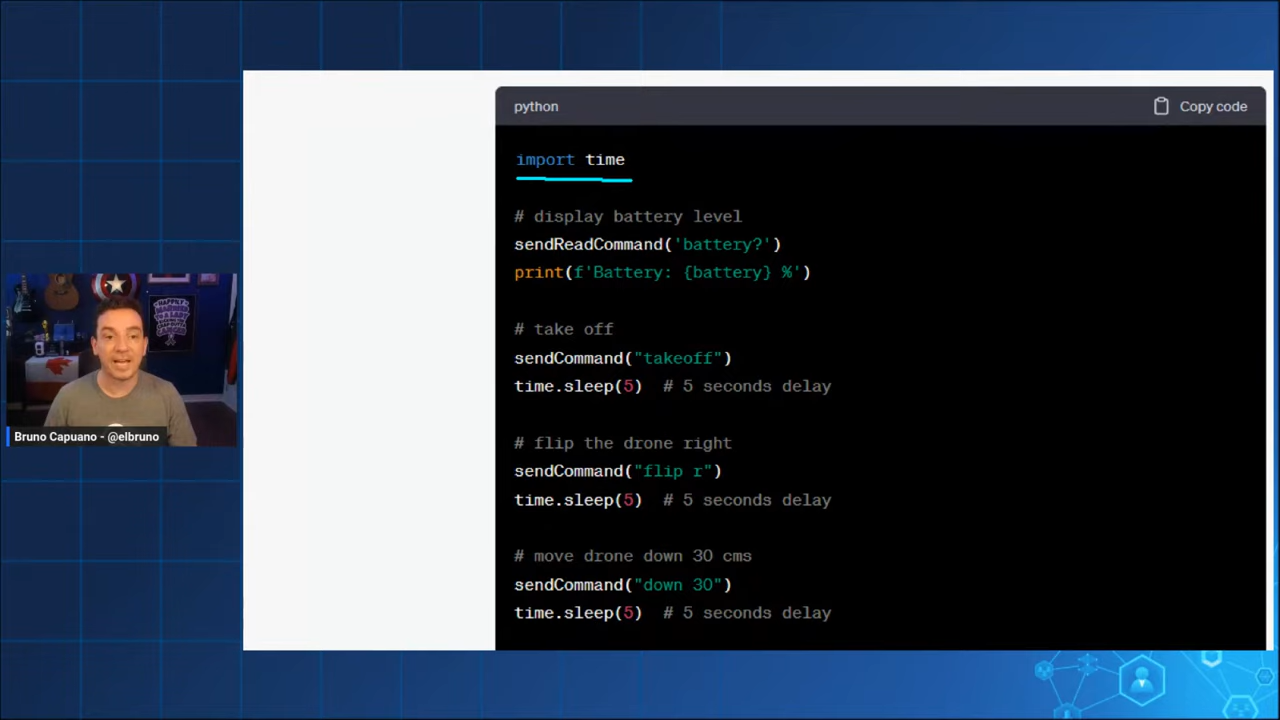 python
Copy code
import time
# display battery level
sendReadCommand('battery?')
print(f'Battery: {battery} %')
# take off
sendCommand("takeoff")
time.sleep(5)  # 5 seconds delay
# flip the drone right
sendCommand("flip r")
time.sleep(5)  # 5 seconds delay
# move drone down 30 cms
sendCommand("down 30")
time.sleep(5)  # 5 seconds delay
Bruno Capuano - @elbruno